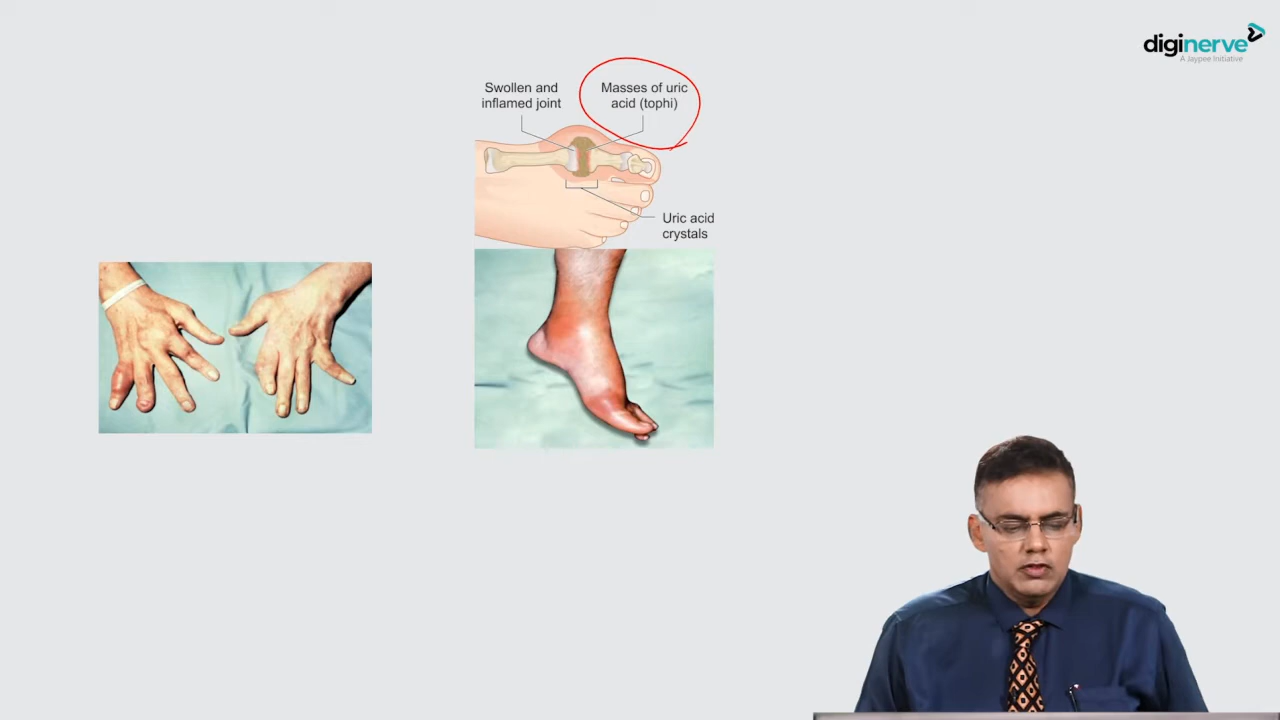 diginerve
A Jaypee Initiative
Swollen and
inflamed joint
Masses of uric
acid (tophi)
Uric acid
crystals